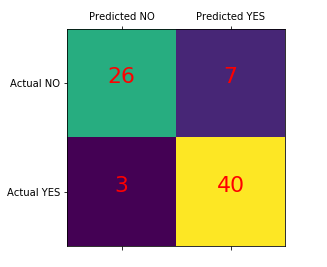 Predicted NO Predicted YES
Actual NO 26 7
Actual YES 3 40